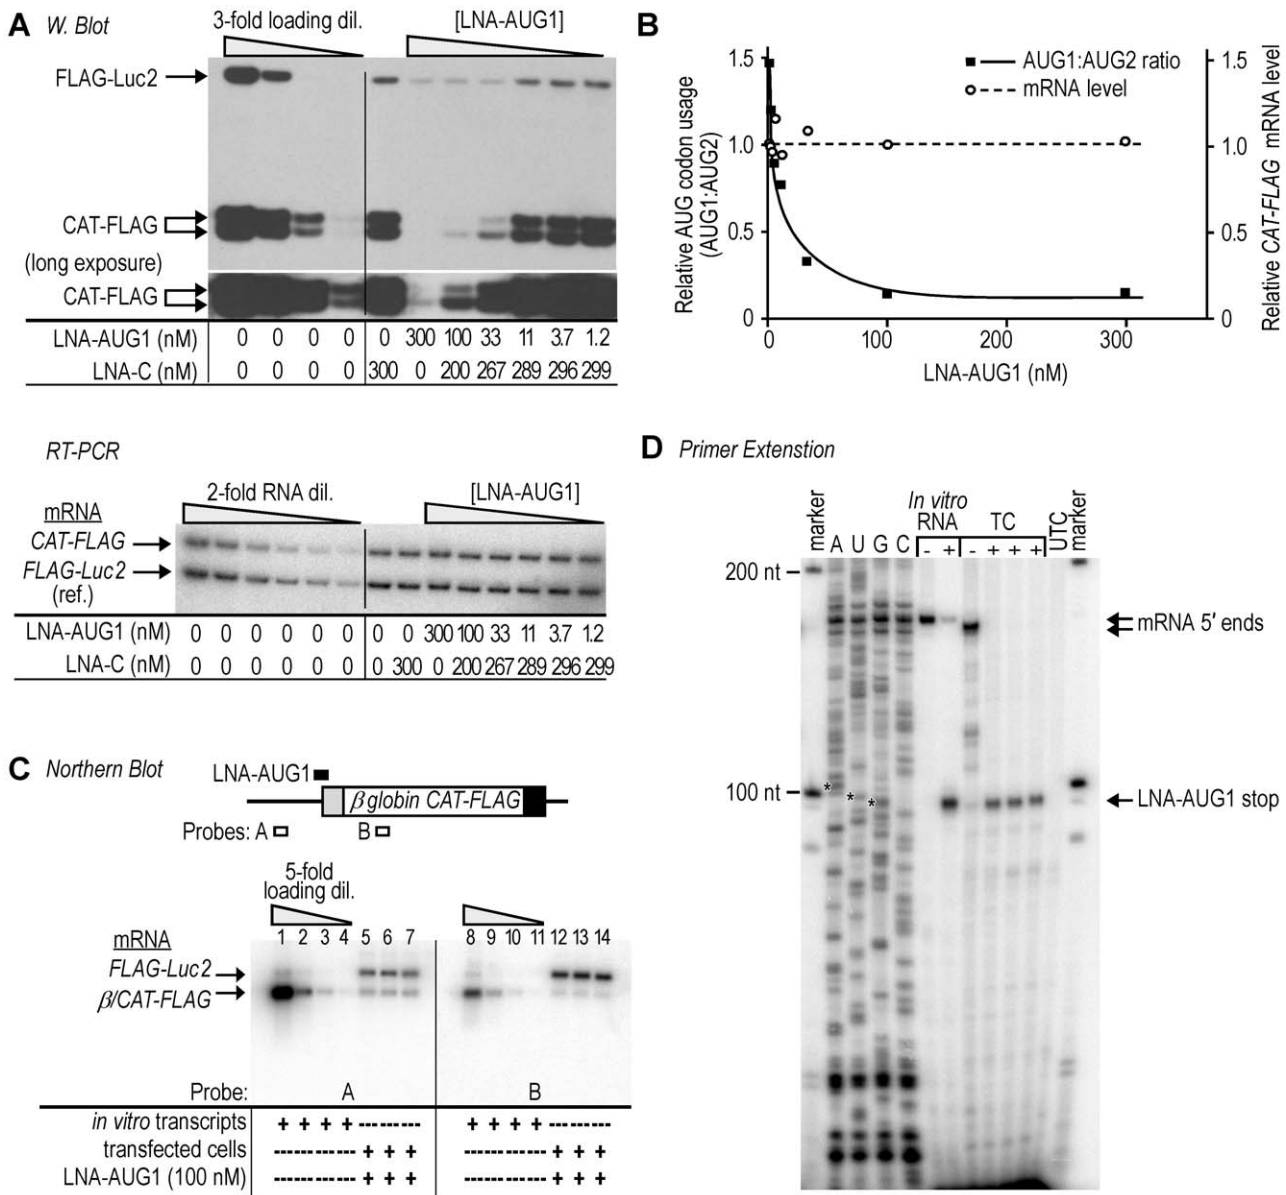 A W. Blot
3-fold loading dil.
[LNA-AUG1]
FLAG-Luc2
CAT-FLAG
(long exposure)
CAT-FLAG
LNA-AUG1 (nM) 0 0 0 0 0 300 100 33 11 3.7 1.2
LNA-C (nM) 0 0 0 0 300 0 200 267 289 296 299
RT-PCR
2-fold RNA dil.
[LNA-AUG1]
mRNA
CAT-FLAG
FLAG-Luc2
(ref.)
LNA-AUG1 (nM) 0 0 0 0 0 0 0 0 300 100 33 11 3.7 1.2
LNA-C (nM) 0 0 0 0 0 0 0 300 0 200 267 289 296 299
B
Relative AUG codon usage
(AUG1:AUG2)
1.5
1.0
0.5
0
AUG1:AUG2 ratio
mRNA level
1.5
1.0
0.5
0
Relative CAT-FLAG mRNA level
0 100 200 300
LNA-AUG1 (nM)
C Northern Blot
LNA-AUG1
β globin CAT-FLAG
Probes: A B
5-fold
loading dil.
mRNA
1 2 3 4 5 6 7 8 9 10 11 12 13 14
FLAG-Luc2
β/CAT-FLAG
Probe: A B
in vitro transcripts + + + + ------- + + + + -------
transfected cells --------- + + + --------- + + +
LNA-AUG1 (100 nM) --------- + + + --------- + + +
D Primer Extenstion
marker
A U G C
In vitro
RNA
TC
UTC
marker
- + - + + +
200 nt
mRNA 5′ ends
100 nt
* * *
LNA-AUG1 stop